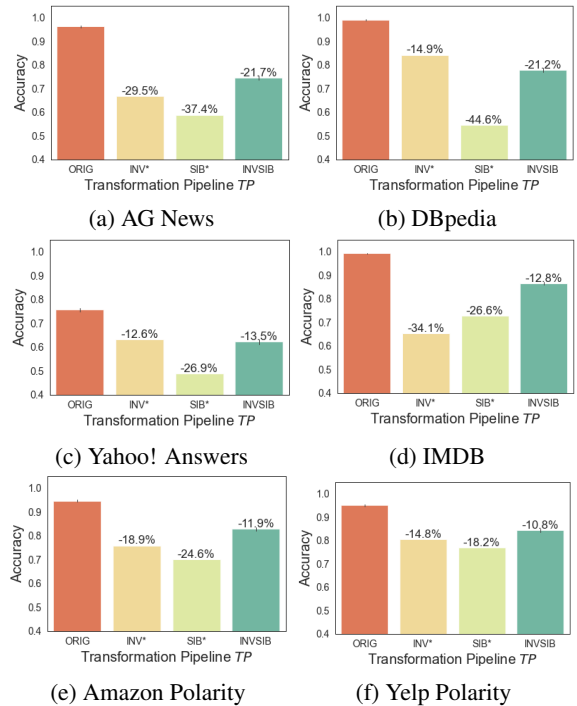 1.0
0.9
0.8
0.7
0.6
0.5
0.4
Accuracy
-29.5%
-37.4%
-21.7%
ORIG INV* SIB* INVSIB
Transformation Pipeline TP
(a) AG News
1.0
0.9
0.8
0.7
0.6
0.5
0.4
Accuracy
-14.9%
-44.6%
-21.2%
ORIG INV* SIB* INVSIB
Transformation Pipeline TP
(b) DBpedia
1.0
0.9
0.8
0.7
0.6
0.5
0.4
Accuracy
-12.6%
-26.9%
-13.5%
ORIG INV* SIB* INVSIB
Transformation Pipeline TP
(c) Yahoo! Answers
1.0
0.9
0.8
0.7
0.6
0.5
0.4
Accuracy
-34.1%
-26.6%
-12.8%
ORIG INV* SIB* INVSIB
Transformation Pipeline TP
(d) IMDB
1.0
0.9
0.8
0.7
0.6
0.5
0.4
Accuracy
-18.9%
-24.6%
-11.9%
ORIG INV* SIB* INVSIB
Transformation Pipeline TP
(e) Amazon Polarity
1.0
0.9
0.8
0.7
0.6
0.5
0.4
Accuracy
-14.8%
-18.2%
-10.8%
ORIG INV* SIB* INVSIB
Transformation Pipeline TP
(f) Yelp Polarity